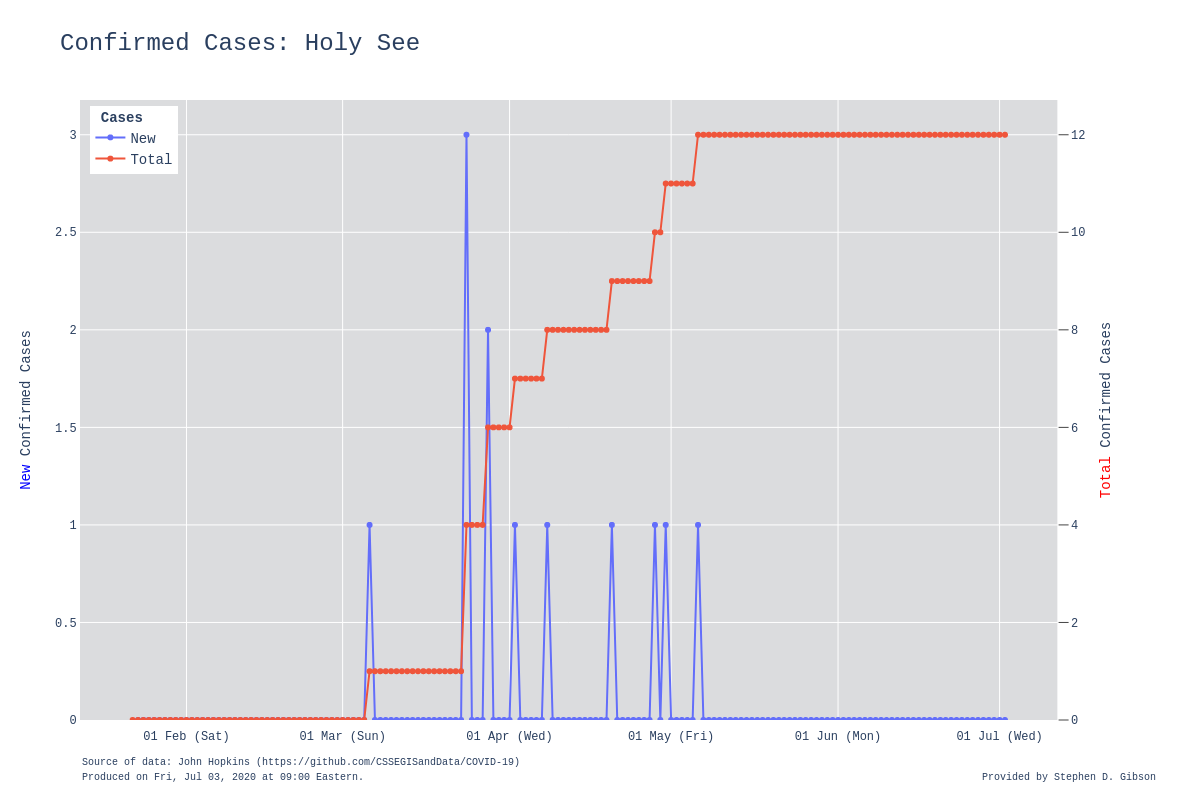 Confirmed Cases: Holy See
Cases
New
Total
3
2.5
2
1.5
1
0.5
0
12
10
8
6
4
2
0
New Confirmed Cases
Total Confirmed Cases
01 Feb (Sat)
01 Mar (Sun)
01 Apr (Wed)
01 May (Fri)
01 Jun (Mon)
01 Jul (Wed)
Source of data: John Hopkins (https://github.com/CSSEGISandData/COVID-19)
Produced on Fri, Jul 03, 2020 at 09:00 Eastern.
Provided by Stephen D. Gibson